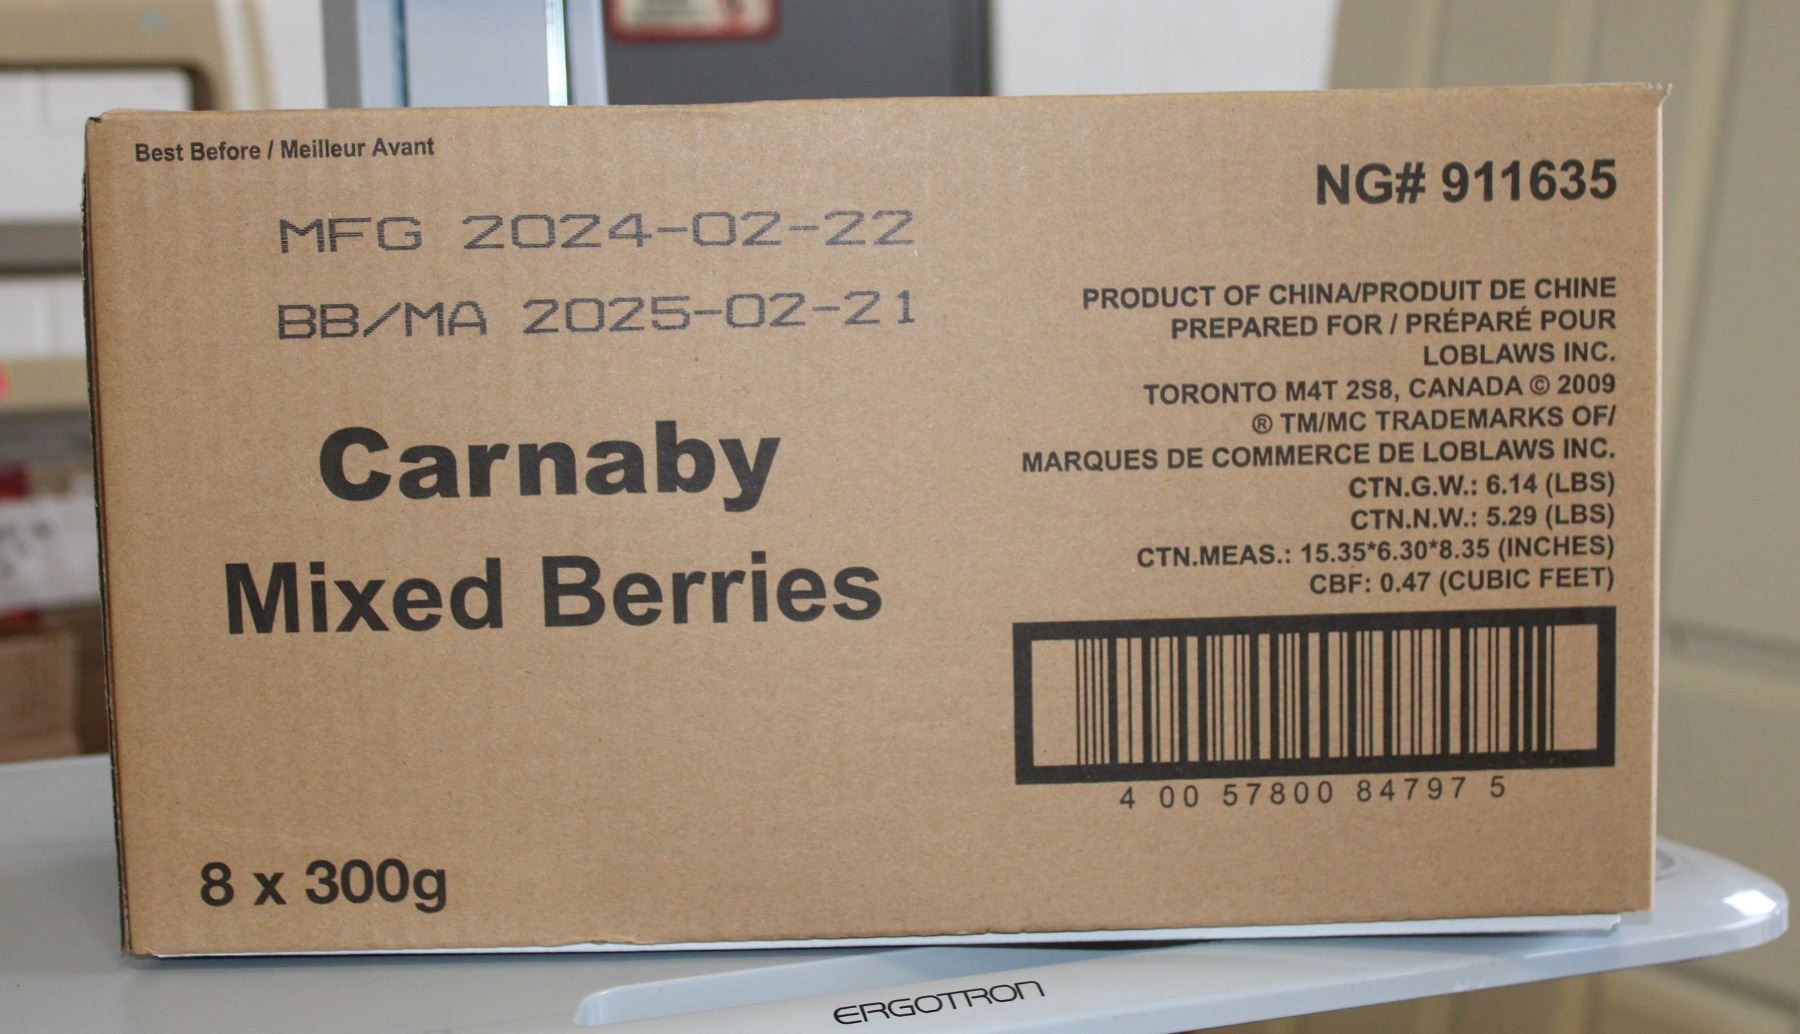 Best Before / Meilleur Avant
MFG 2024-02-22
BB/MA 2025-02-21
Carnaby
Mixed Berries
8 x 300g
NG# 911635
PRODUCT OF CHINA/PRODUIT DE CHINE
PREPARED FOR / PRÉPARÉ POUR
LOBLAWS INC.
TORONTO M4T 2S8, CANADA © 2009
® TM/MC TRADEMARKS OF/
MARQUES DE COMMERCE DE LOBLAWS INC.
CTN.G.W.: 6.14 (LBS)
CTN.N.W.: 5.29 (LBS)
CTN.MEAS.: 15.35*6.30*8.35 (INCHES)
CBF: 0.47 (CUBIC FEET)
4 00 57800 84797 5
ERGOTRON